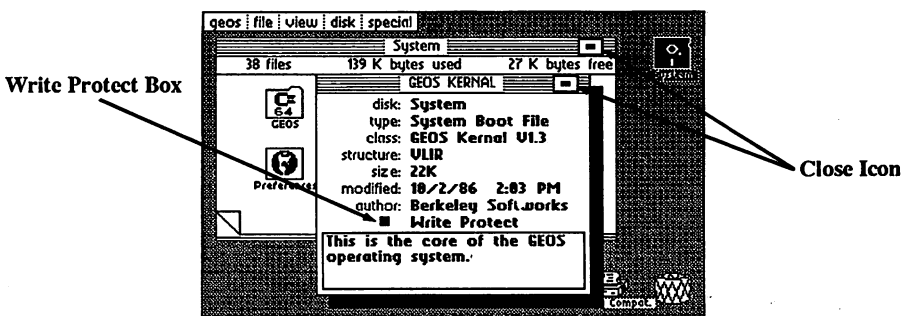 geos file view disk special
System
38 files 139 K bytes used 27 K bytes free
System
Write Protect Box
GEOS KERNAL
C= 64
GEOS
disk: System
type: System Boot File
class: GEOS Kernal V1.3
structure: VLIR
size: 22K
Close Icon
Preferences
modified: 10/2/86 2:03 PM
author: Berkeley Softworks
Write Protect
This is the core of the GEOS
operating system.
Compat.